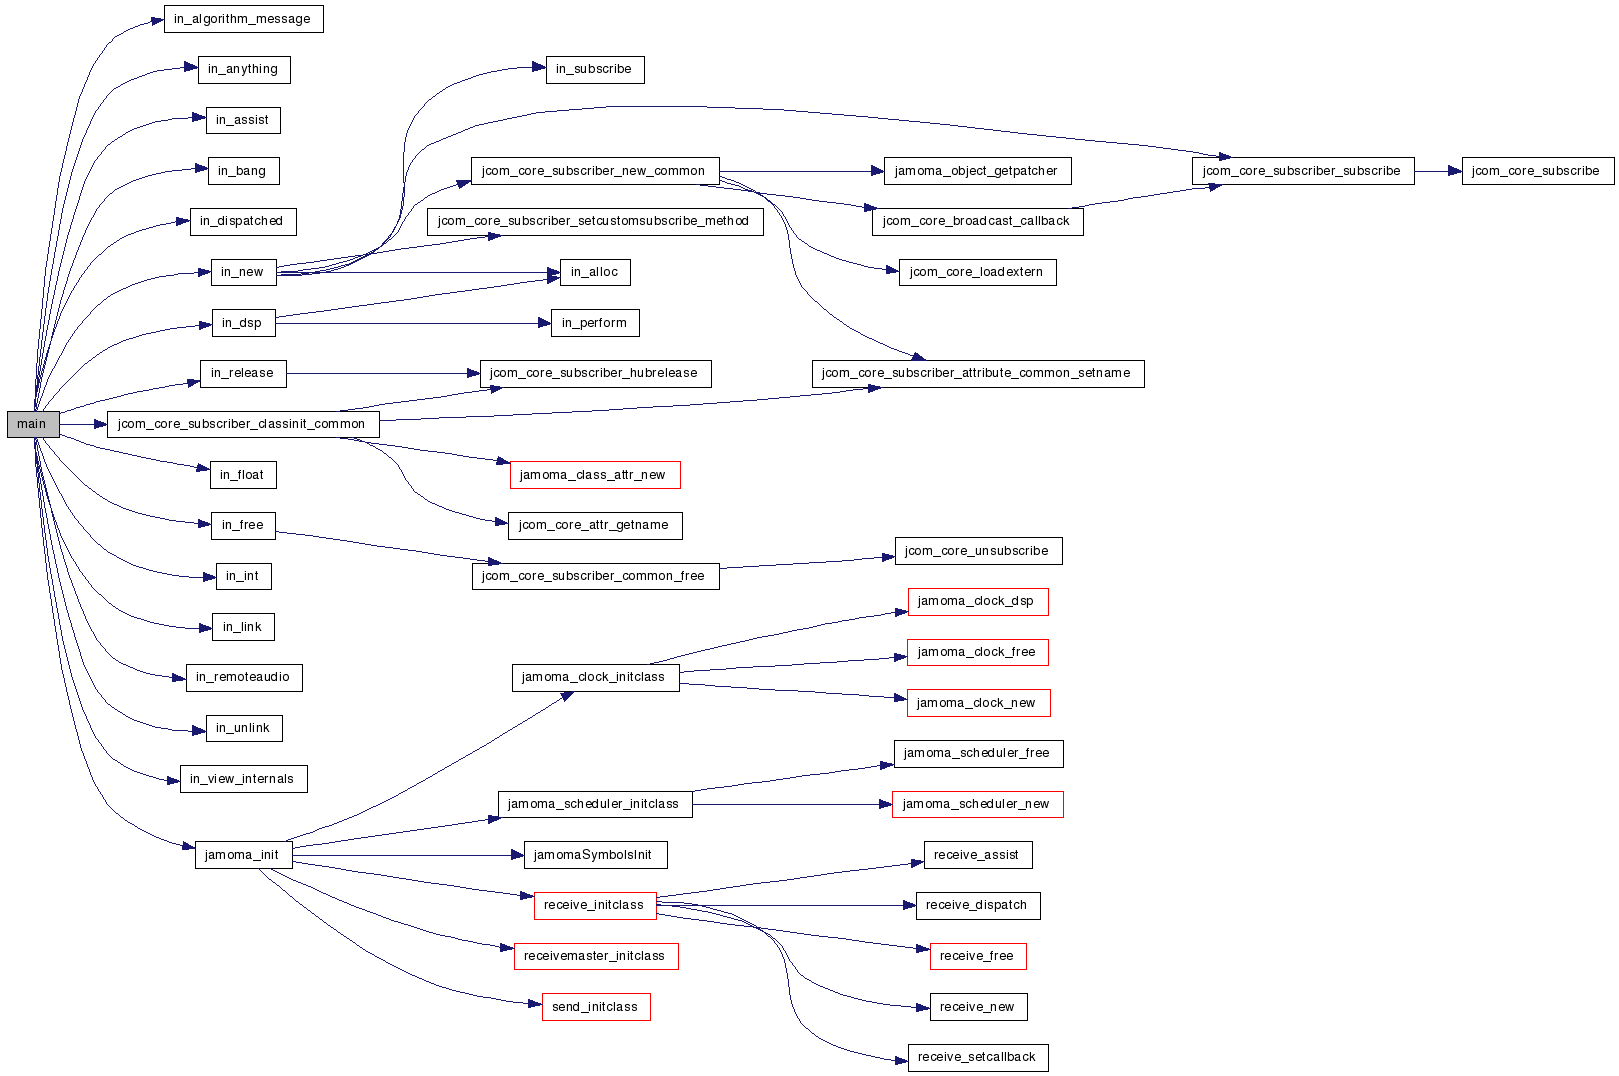 in_algorithm_message
in_anything
in_subscribe
in_assist
in_bang
jcom_core_subscriber_new_common
jamoma_object_getpatcher
jcom_core_subscriber_subscribe
jcom_core_subscribe
in_dispatched
jcom_core_subscriber_setcustomsubscribe_method
jcom_core_broadcast_callback
in_new
in_alloc
jcom_core_loadextern
in_dsp
in_perform
in_release
jcom_core_subscriber_hubrelease
jcom_core_subscriber_attribute_common_setname
main
jcom_core_subscriber_classinit_common
in_float
jamoma_class_attr_new
in_free
jcom_core_attr_getname
jcom_core_unsubscribe
in_int
jcom_core_subscriber_common_free
jamoma_clock_dsp
in_link
jamoma_clock_free
in_remoteaudio
jamoma_clock_initclass
jamoma_clock_new
in_unlink
jamoma_scheduler_free
in_view_internals
jamoma_scheduler_initclass
jamoma_scheduler_new
jamoma_init
jamomaSymbolsInit
receive_assist
receive_initclass
receive_dispatch
receivemaster_initclass
receive_free
send_initclass
receive_new
receive_setcallback